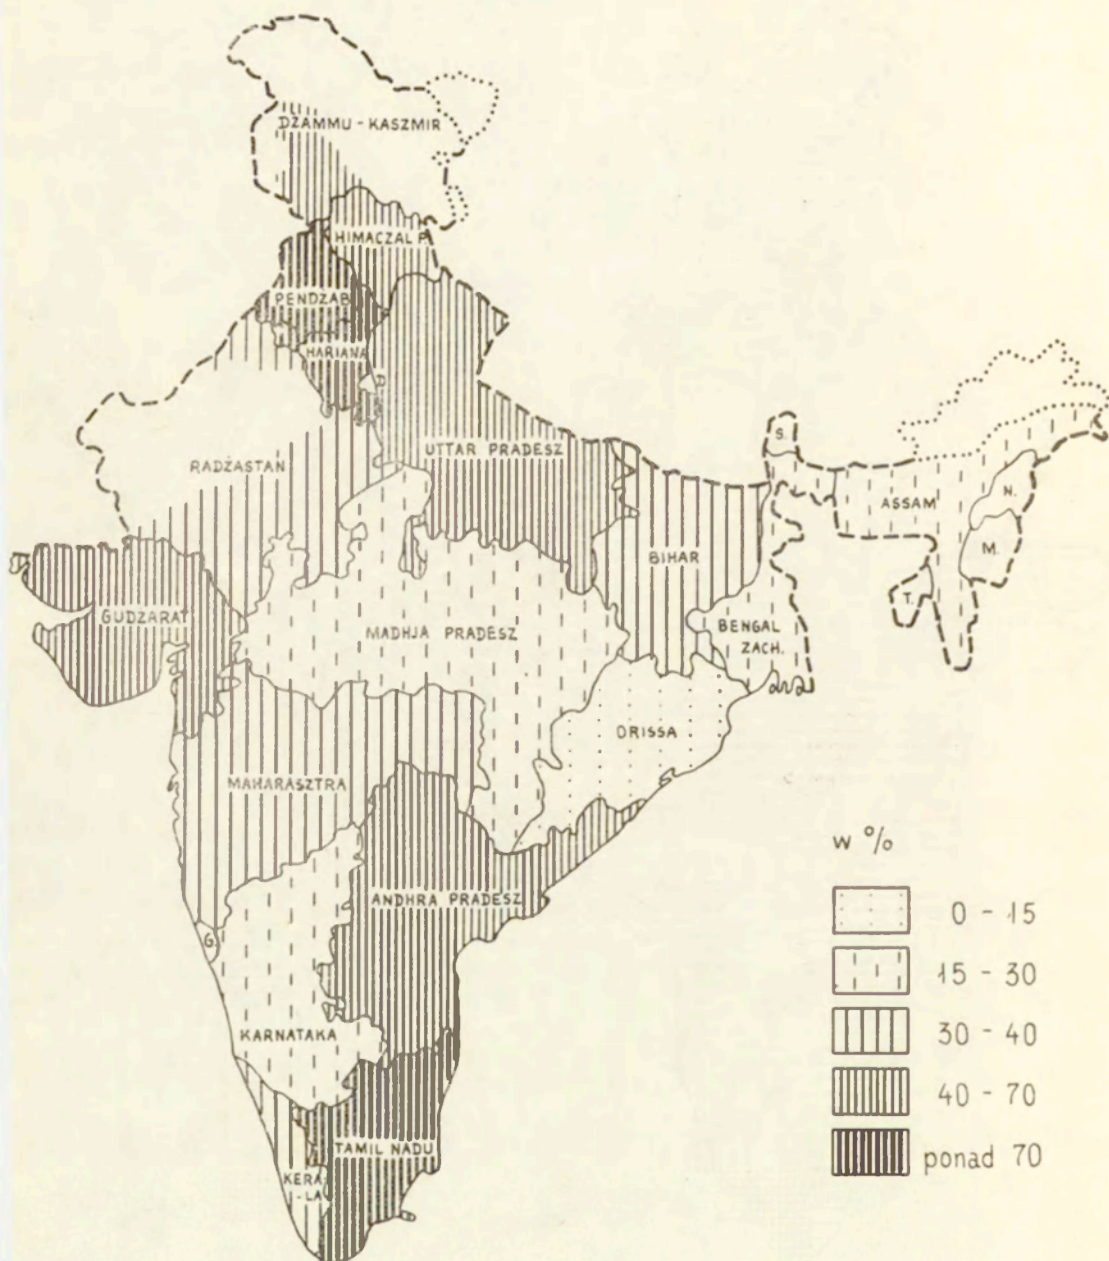 DŻAMMU - KASZMIR
HIMACZAL P.
PENDŻAB
HARIANA
RADŻASTAN
UTTAR PRADESZ
S.
ASSAM
N.
M.
T.
BIHAR
GUDŻARAT
MADHJA PRADESZ
BENGAL
ZACH.
ORISSA
MAHARASZTRA
ANDHRA PRADESZ
G.
KARNATAKA
TAMIL NADU
KERA-
-LA
w %
0 - 15
15 - 30
30 - 40
40 - 70
ponad 70